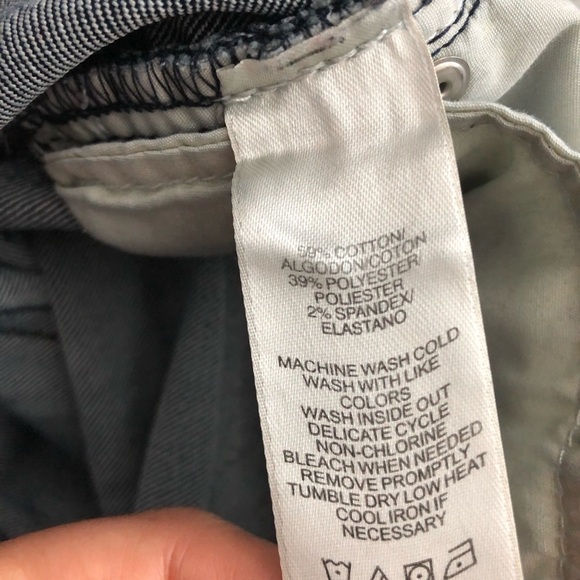 59% COTTON/
ALGODON/COTON
39% POLYESTER/
POLIESTER
2% SPANDEX/
ELASTANO
MACHINE WASH COLD
WASH WITH LIKE
COLORS
WASH INSIDE OUT
DELICATE CYCLE
NON-CHLORINE
BLEACH WHEN NEEDED
REMOVE PROMPTLY
TUMBLE DRY LOW HEAT
COOL IRON IF
NECESSARY